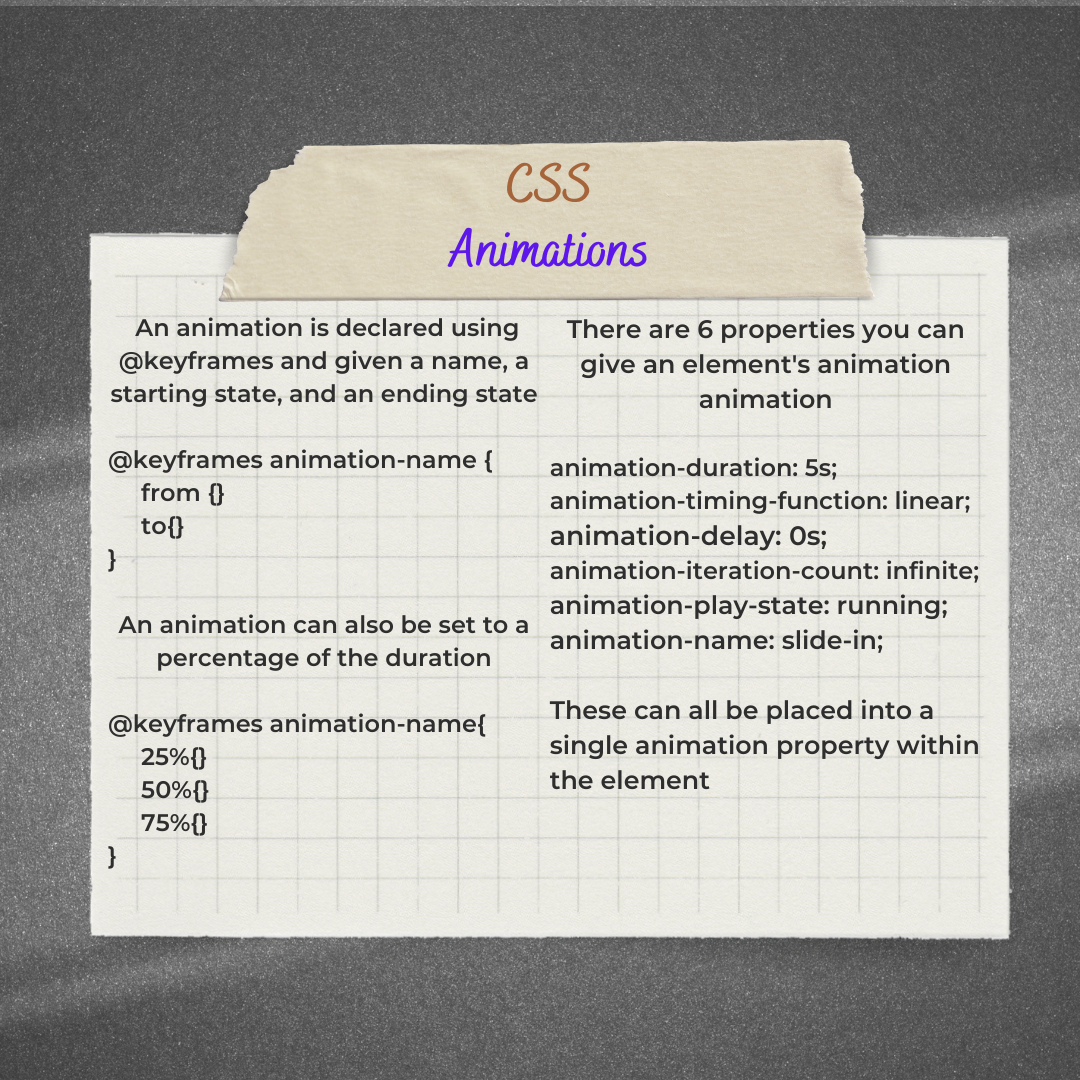 CSS
Animations
An animation is declared using
@keyframes and given a name, a
starting state, and an ending state
@keyframes animation-name {
from {}
to{}
}
An animation can also be set to a
percentage of the duration
@keyframes animation-name{
25%{}
50%{}
75%{}
}
There are 6 properties you can
give an element's animation
animation
animation-duration: 5s;
animation-timing-function: linear;
animation-delay: 0s;
animation-iteration-count: infinite;
animation-play-state: running;
animation-name: slide-in;
These can all be placed into a
single animation property within
the element